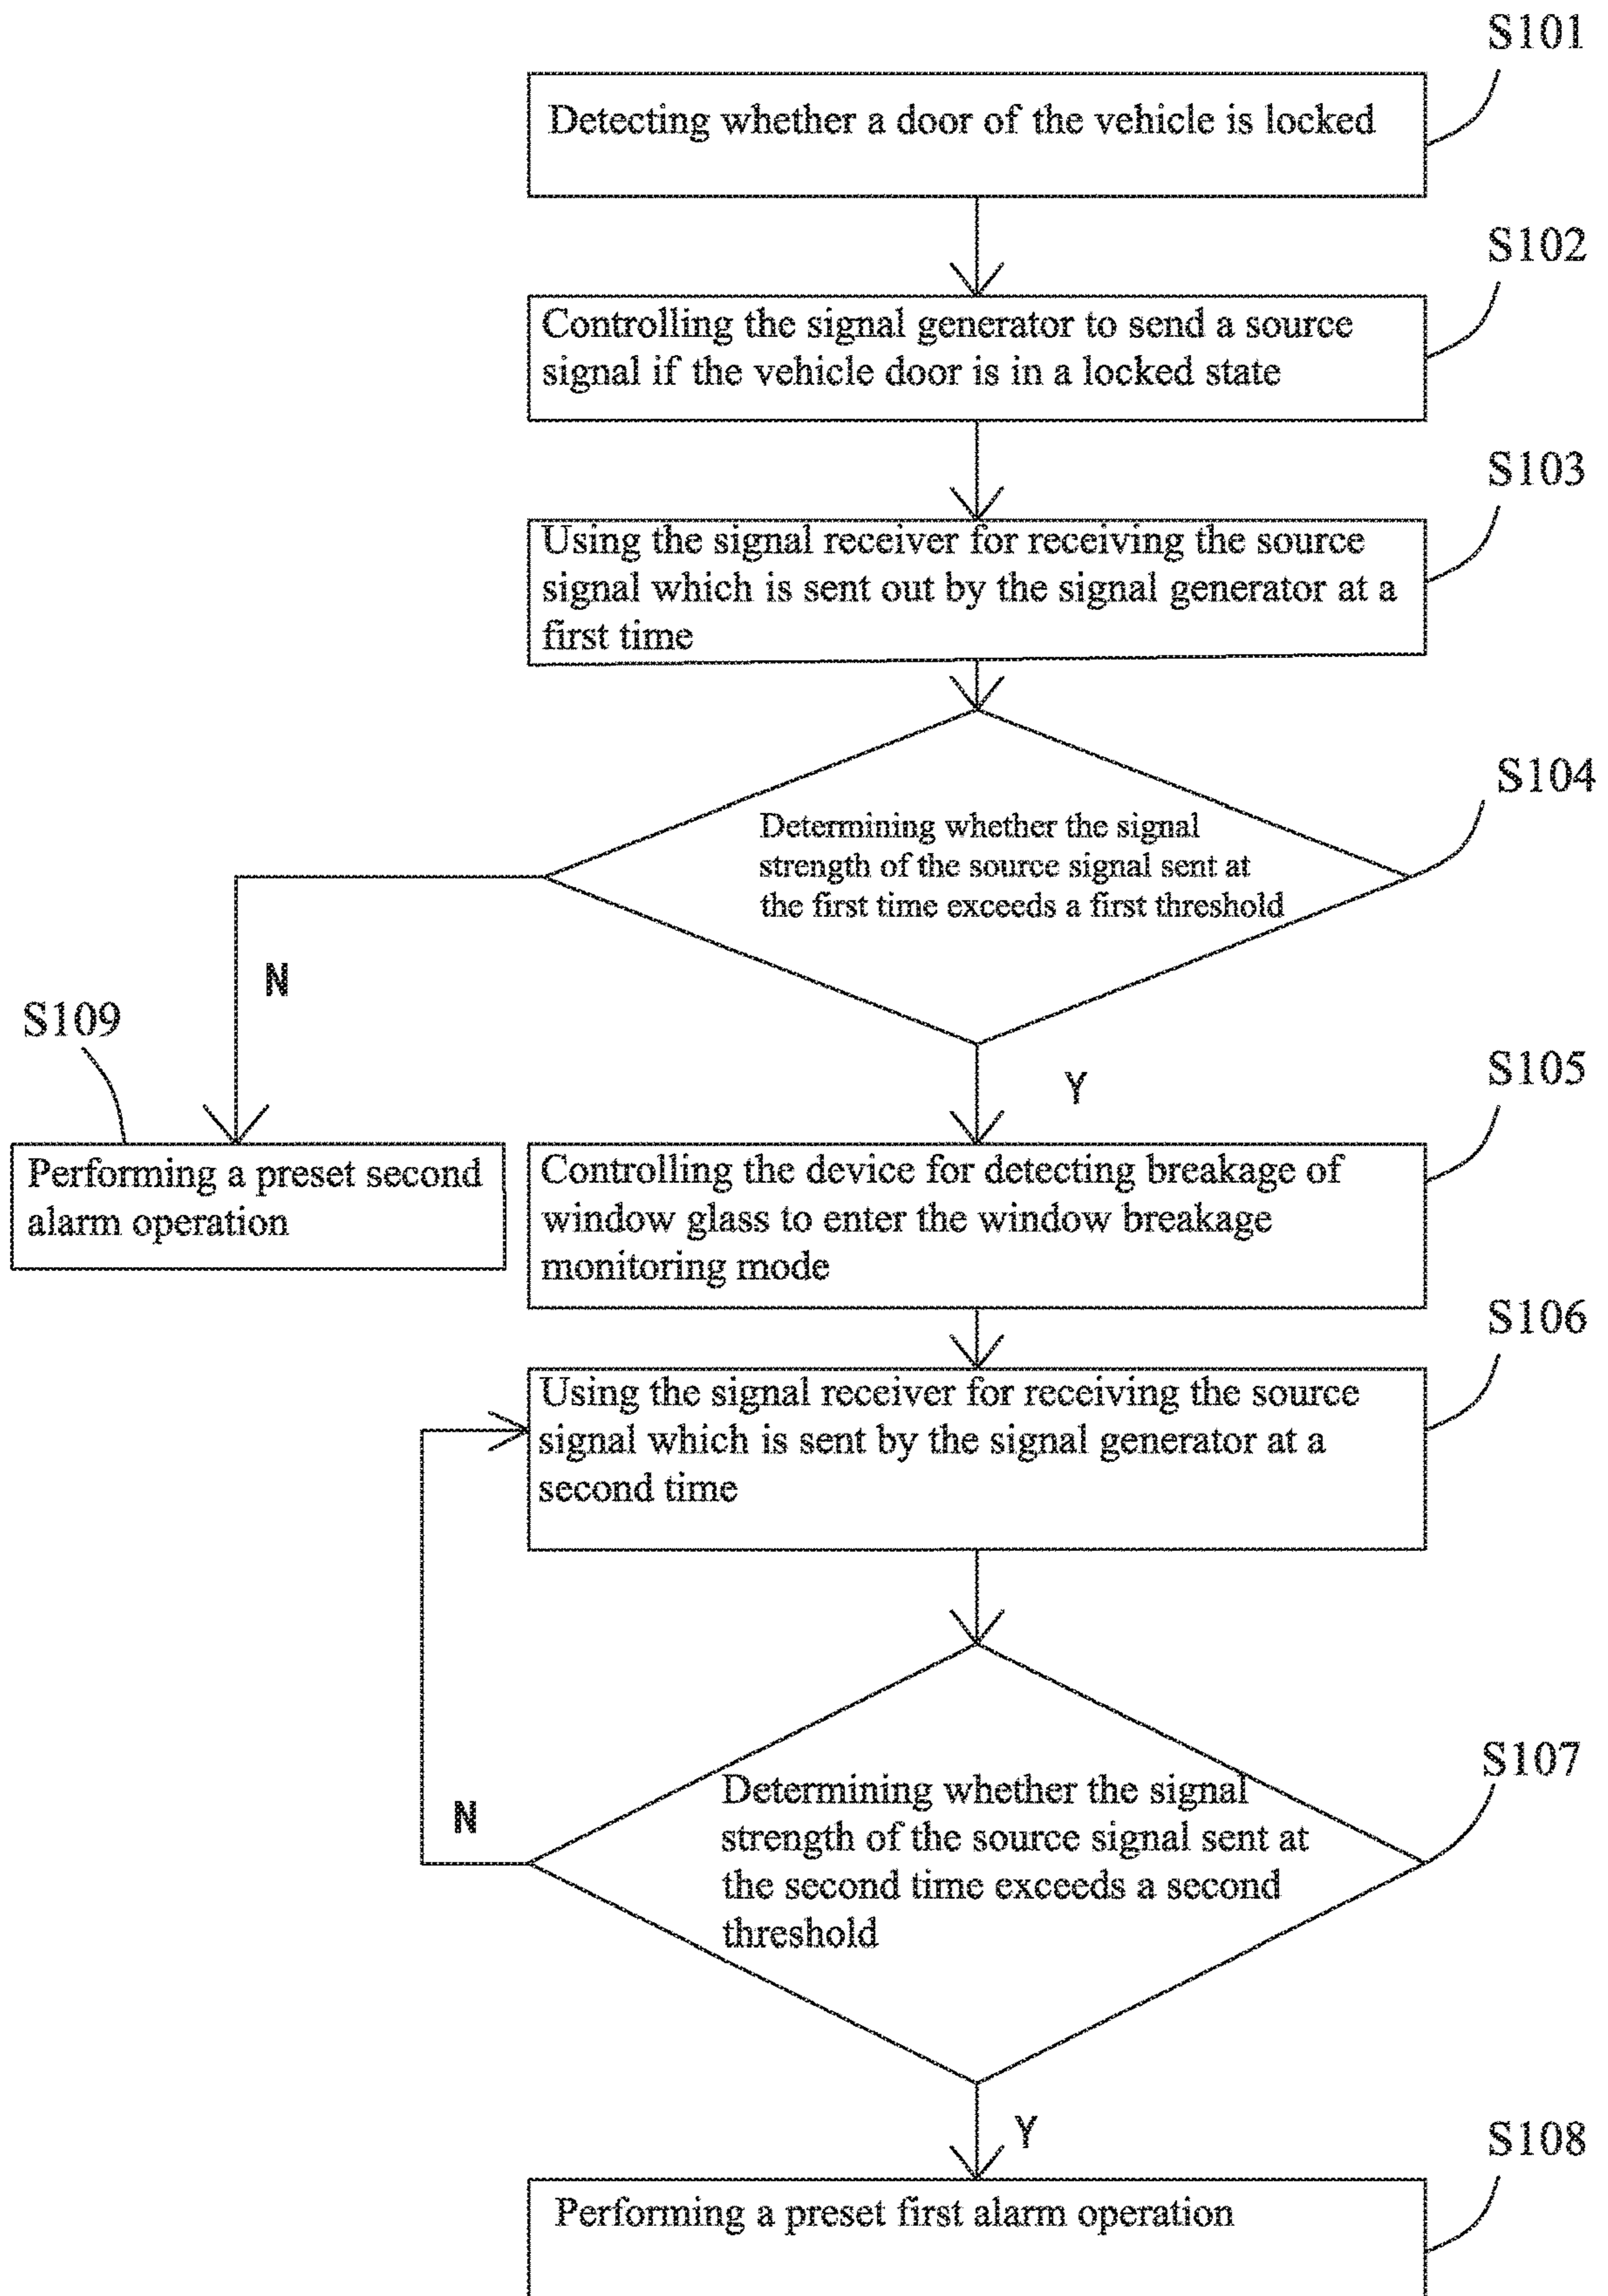 S101
Detecting whether a door of the vehicle is locked
S102
Controlling the signal generator to send a source
signal if the vehicle door is in a locked state
S103
Using the signal receiver for receiving the source
signal which is sent out by the signal generator at a
first time
S104
Determining whether the signal
strength of the source signal sent at
the first time exceeds a first threshold
N
S109
Performing a preset second
alarm operation
Y
S105
Controlling the device for detecting breakage of
window glass to enter the window breakage
monitoring mode
S106
Using the signal receiver for receiving the source
signal which is sent by the signal generator at a
second time
S107
Determining whether the signal
strength of the source signal sent at
the second time exceeds a second
threshold
N
Y
S108
Performing a preset first alarm operation